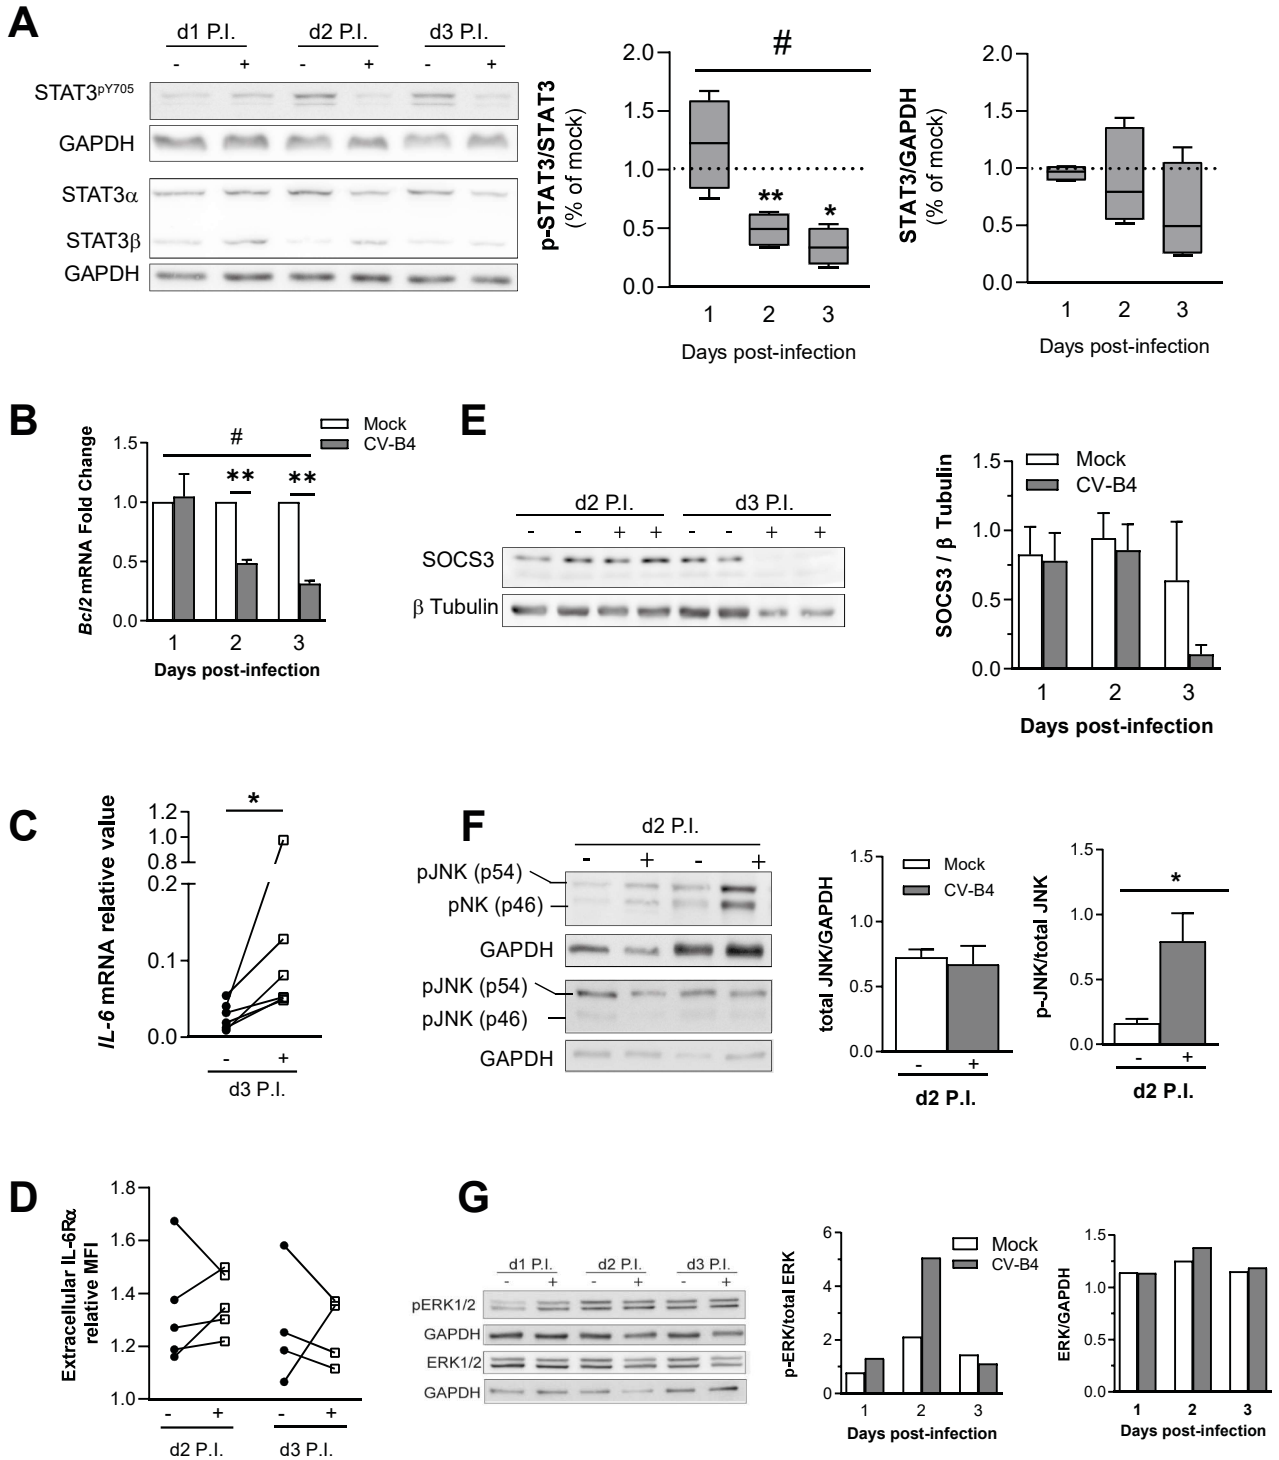 A
d1 P.I.
d2 P.I.
d3 P.I.
- + - + - +
STAT3pY705
GAPDH
STAT3α
STAT3β
GAPDH
p-STAT3/STAT3
(% of mock)
2.0
1.5
1.0
0.5
0.0
#
**
*
1 2 3
Days post-infection
STAT3/GAPDH
(% of mock)
2.0
1.5
1.0
0.5
0.0
1 2 3
Days post-infection
B
Mock
CV-B4
Bcl2 mRNA Fold Change
1.5
1.0
0.5
0.0
#
**
**
1 2 3
Days post-infection
E
d2 P.I.
d3 P.I.
- - + + - - + +
SOCS3
β Tubulin
SOCS3 / β Tubulin
1.5
1.0
0.5
0.0
Mock
CV-B4
1 2 3
Days post-infection
C
IL-6 mRNA relative value
1.2
1.0
0.8
0.2
0.1
0.0
*
- +
d3 P.I.
F
d2 P.I.
- + - +
pJNK (p54)
pNK (p46)
GAPDH
pJNK (p54)
pJNK (p46)
GAPDH
total JNK/GAPDH
1.5
1.0
0.5
0.0
Mock
CV-B4
- +
d2 P.I.
p-JNK/total JNK
1.5
1.0
0.5
0.0
*
- +
d2 P.I.
D
Extracellular IL-6Rα
relative MFI
1.8
1.6
1.4
1.2
1.0
- + - +
d2 P.I.
d3 P.I.
G
d1 P.I.
d2 P.I.
d3 P.I.
- + - + - +
pERK1/2
GAPDH
ERK1/2
GAPDH
p-ERK/total ERK
6
4
2
0
Mock
CV-B4
1 2 3
Days post-infection
ERK/GAPDH
1.5
1.0
0.5
0.0
1 2 3
Days post-infection